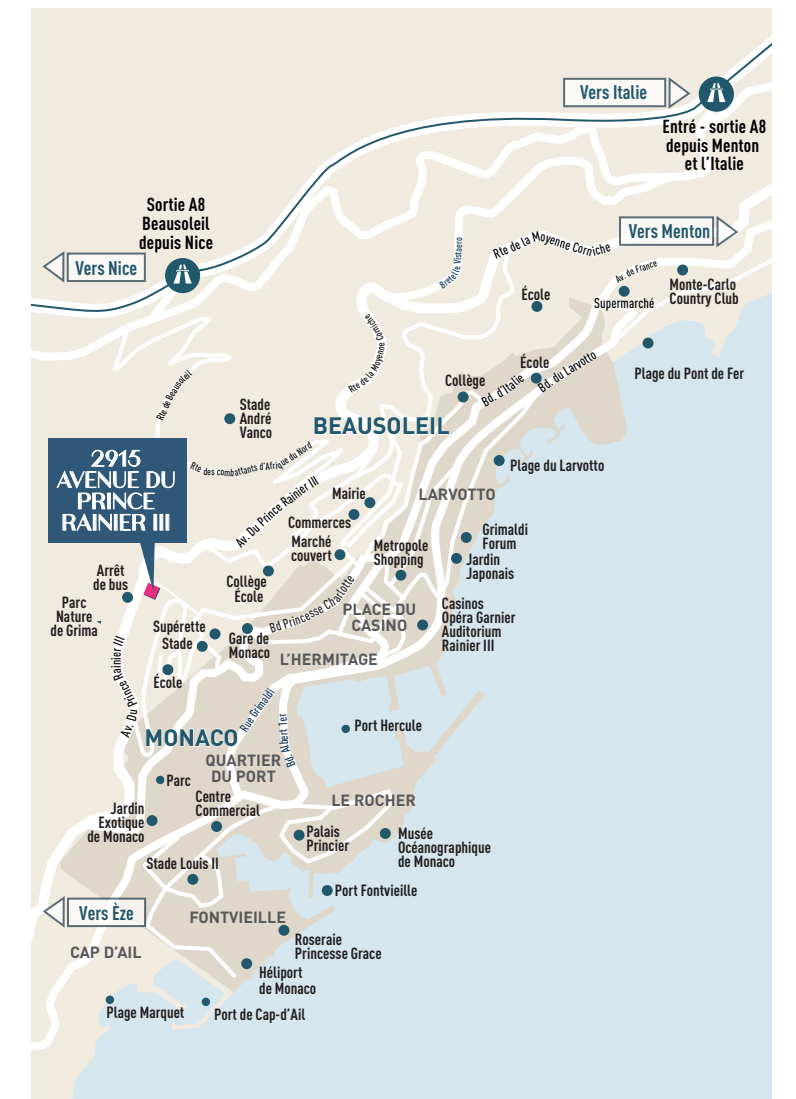 Vers Italie
Entré - sortie A8
depuis Menton
et l'Italie
Sortie A8
Beausoleil
depuis Nice
Vers Nice
Vers Menton
Bretelle Vistaero
Rte de la Moyenne Corniche
Av. de France
Monte-Carlo
Country Club
Supermarché
École
Plage du Pont de Fer
Rte de la Moyenne Corniche
École
Bd. du Larvotto
Bd. d'Italie
Collège
Rte de Beausoleil
Stade
André
Vanco
BEAUSOLEIL
2915
AVENUE DU
PRINCE
RAINIER III
Rte des combattants d'Afrique du Nord
Plage du Larvotto
Av. Du Prince Rainier III
Mairie
LARVOTTO
Commerces
Grimaldi
Forum
Marché
couvert
Metropole
Shopping
Jardin
Japonais
Arrêt
de bus
Collège
École
Parc
Nature
de Grima
Bd Princesse Charlotte
PLACE DU
CASINO
Casinos
Opéra Garnier
Auditorium
Rainier III
Supérette
Stade
Gare de
Monaco
L'HERMITAGE
École
Av. Du Prince Rainier III
Rue Grimaldi
Bd. Albert 1er
Port Hercule
MONACO
QUARTIER
DU PORT
Parc
Centre
Commercial
LE ROCHER
Jardin
Exotique
de Monaco
Palais
Princier
Musée
Océanographique
de Monaco
Stade Louis II
Port Fontvieille
Vers Èze
FONTVIEILLE
CAP D'AIL
Roseraie
Princesse Grace
Héliport
de Monaco
Plage Marquet
Port de Cap-d'Ail